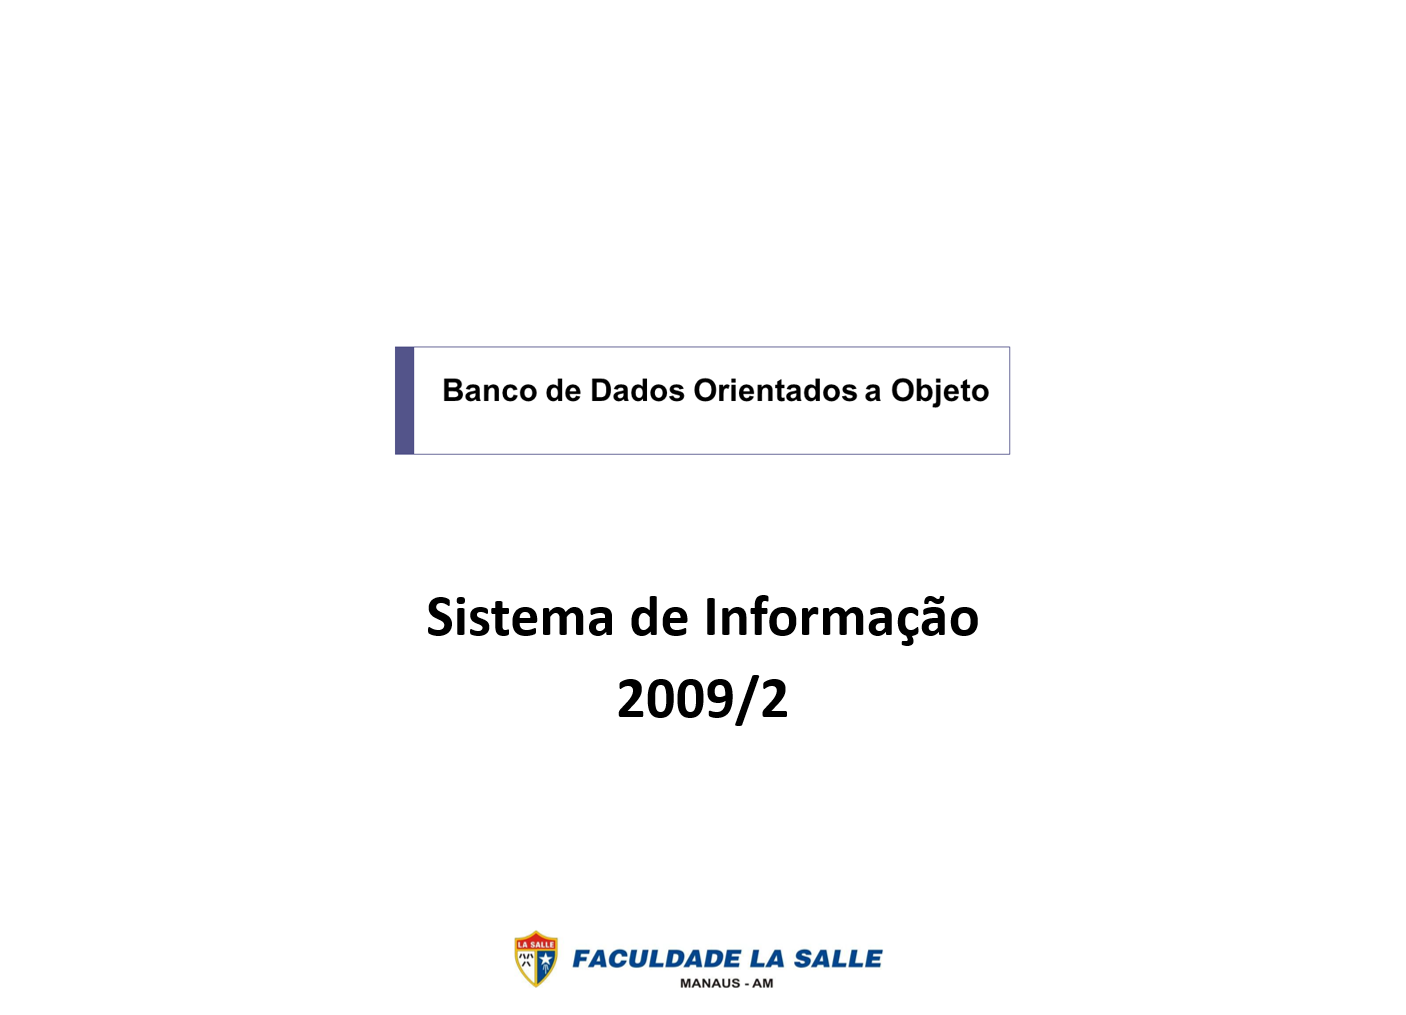 Banco de Dados Orientados a Objeto
Sistema de Informação
2009/2
LA SALLE
FACULDADE LA SALLE
MANAUS - AM